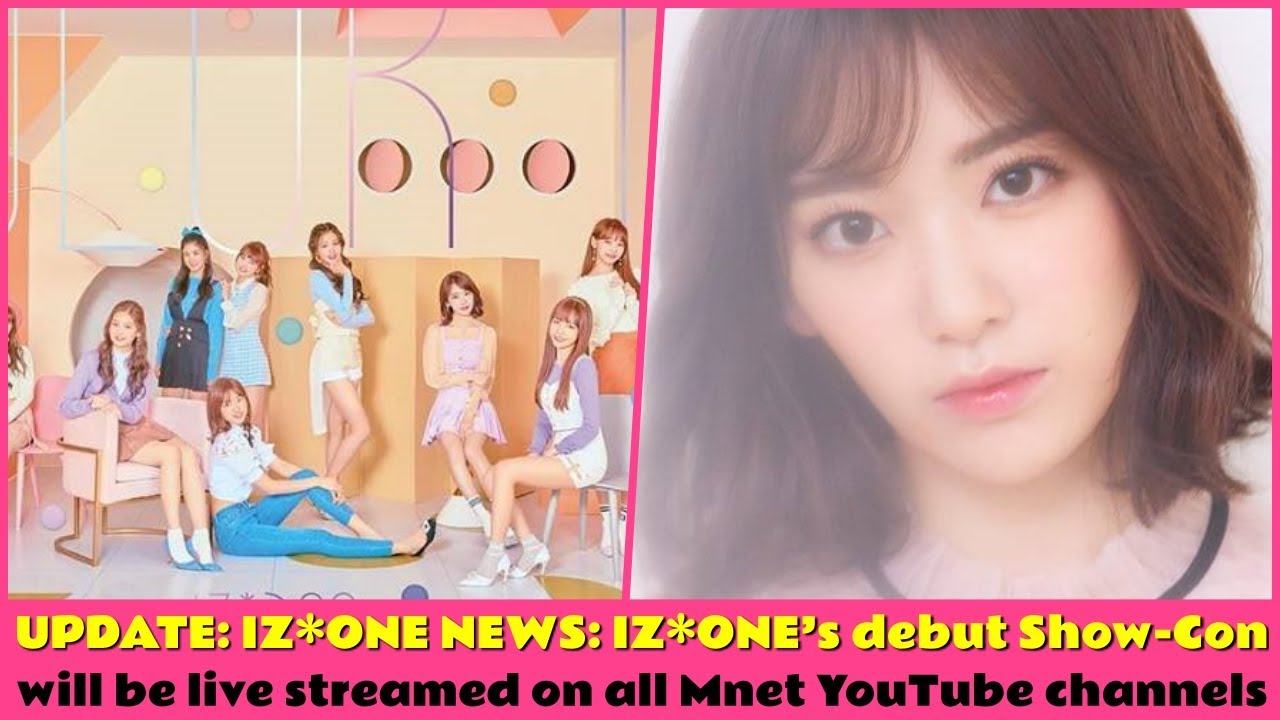 UPDATE: IZ*ONE NEWS: IZ*ONE’s debut Show-Con
will be live streamed on all Mnet YouTube channels